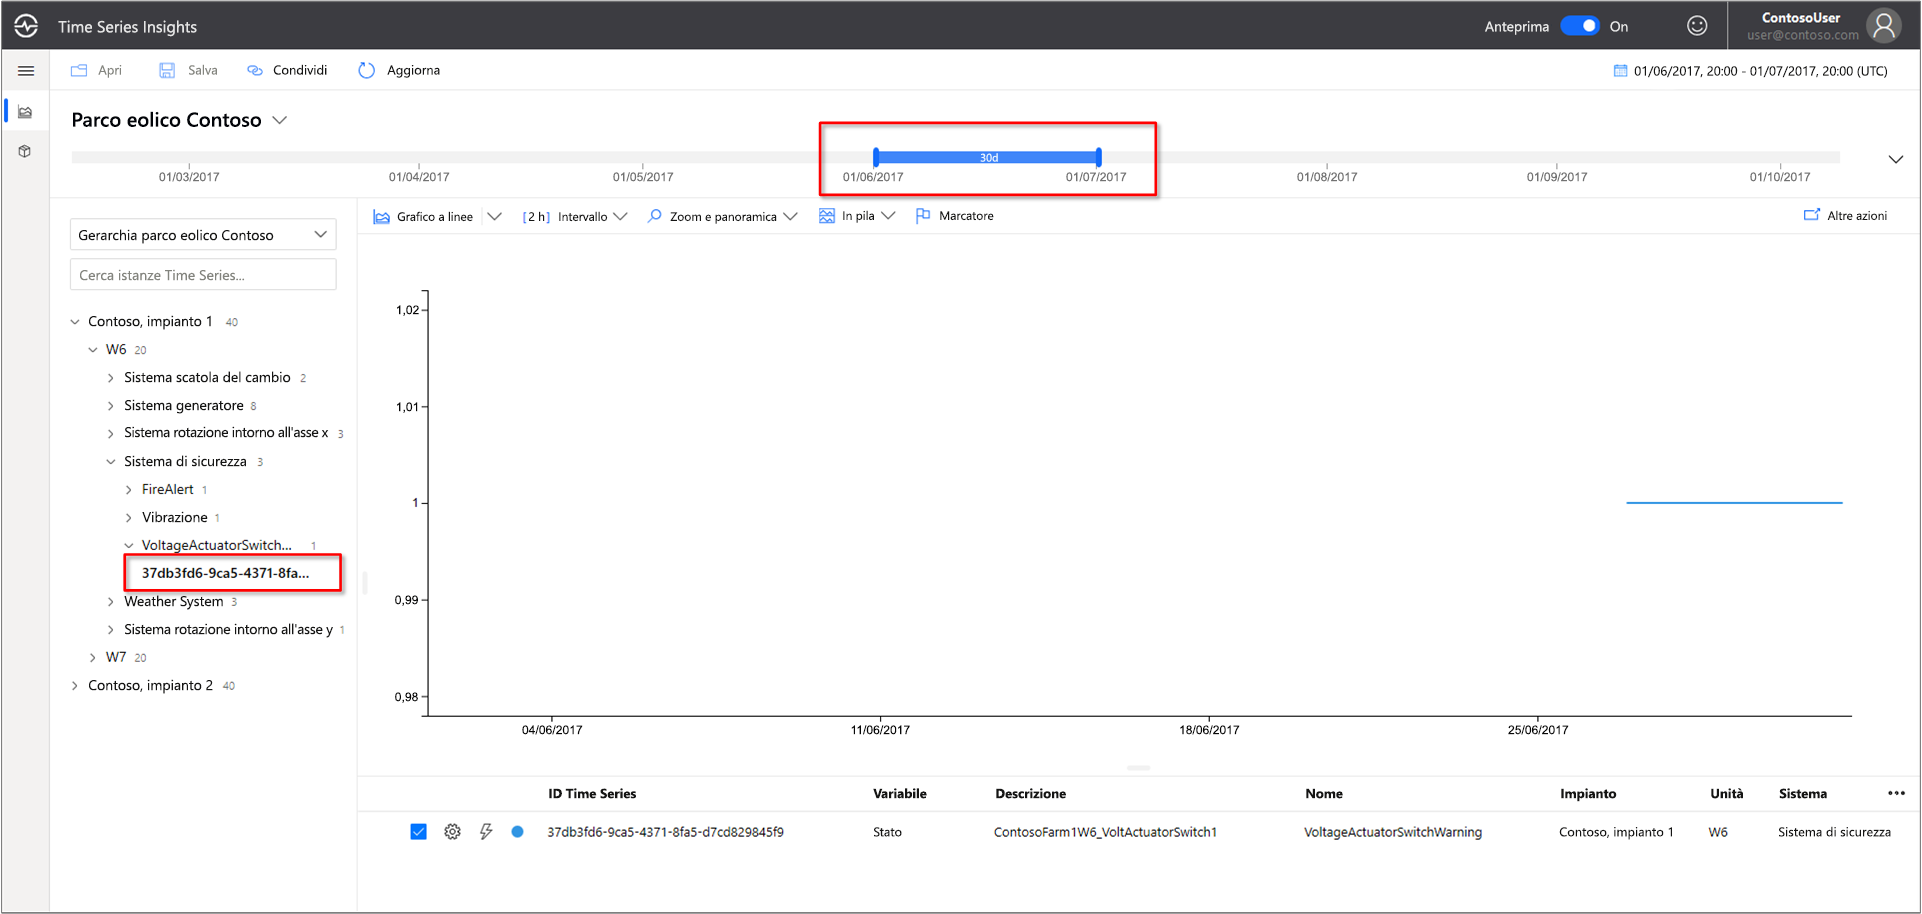 Time Series Insights
Anteprima On
ContosoUser
user@contoso.com
Apri Salva Condividi Aggiorna
01/06/2017, 20:00 - 01/07/2017, 20:00 (UTC)
Parco eolico Contoso
30d
01/03/2017 01/04/2017 01/05/2017 01/06/2017 01/07/2017 01/08/2017 01/09/2017 01/10/2017
Gerarchia parco eolico Contoso
Cerca istanze Time Series...
Contoso, impianto 1 40
W6 20
Sistema scatola del cambio 2
Sistema generatore 8
Sistema rotazione intorno all'asse x 3
Sistema di sicurezza 3
FireAlert 1
Vibrazione 1
VoltageActuatorSwitch... 1
37db3fd6-9ca5-4371-8fa...
Weather System 3
Sistema rotazione intorno all'asse y 1
W7 20
Contoso, impianto 2 40
Grafico a linee [2 h] Intervallo Zoom e panoramica In pila Marcatore Altre azioni
1,02
1,01
1
0,99
0,98
04/06/2017 11/06/2017 18/06/2017 25/06/2017
ID Time Series Variabile Descrizione Nome Impianto Unità Sistema
37db3fd6-9ca5-4371-8fa5-d7cd829845f9 Stato ContosoFarm1W6_VoltActuatorSwitch1 VoltageActuatorSwitchWarning Contoso, impianto 1 W6 Sistema di sicurezza